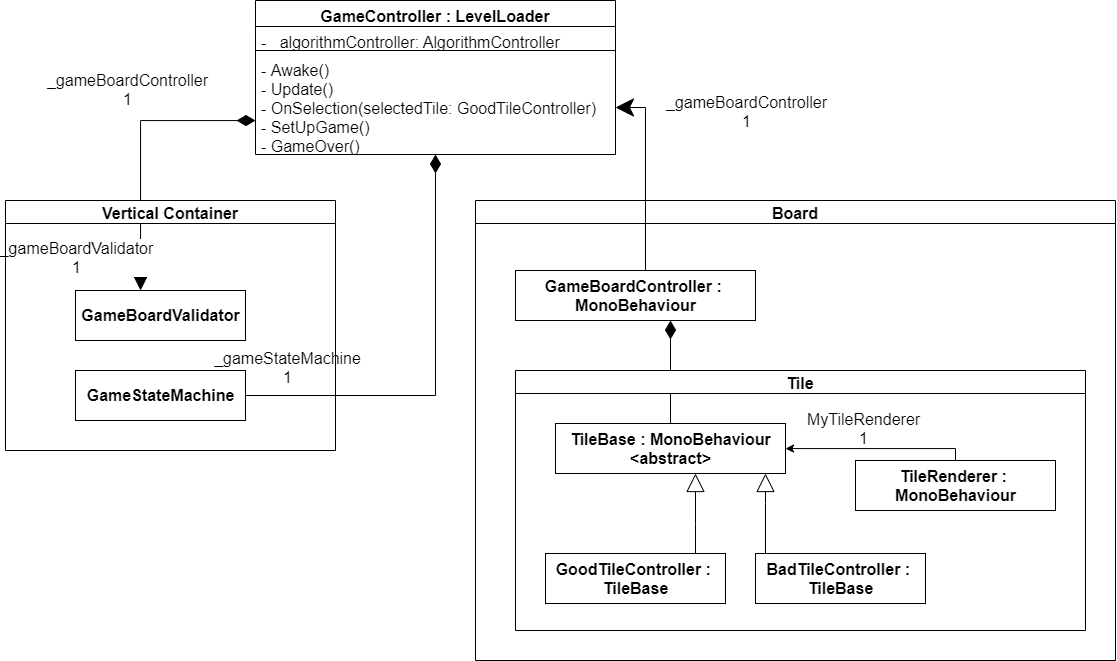 GameController : LevelLoader
- algorithmController: AlgorithmController
- Awake()
- Update()
- OnSelection(selectedTile: GoodTileController)
- SetUpGame()
- GameOver()
_gameBoardController
1
_gameBoardController
1
Vertical Container
_gameBoardValidator
1
GameBoardValidator
_gameStateMachine
1
GameStateMachine
Board
GameBoardController :
MonoBehaviour
Tile
TileBase : MonoBehaviour
<abstract>
MyTileRenderer
1
TileRenderer :
MonoBehaviour
GoodTileController :
TileBase
BadTileController :
TileBase